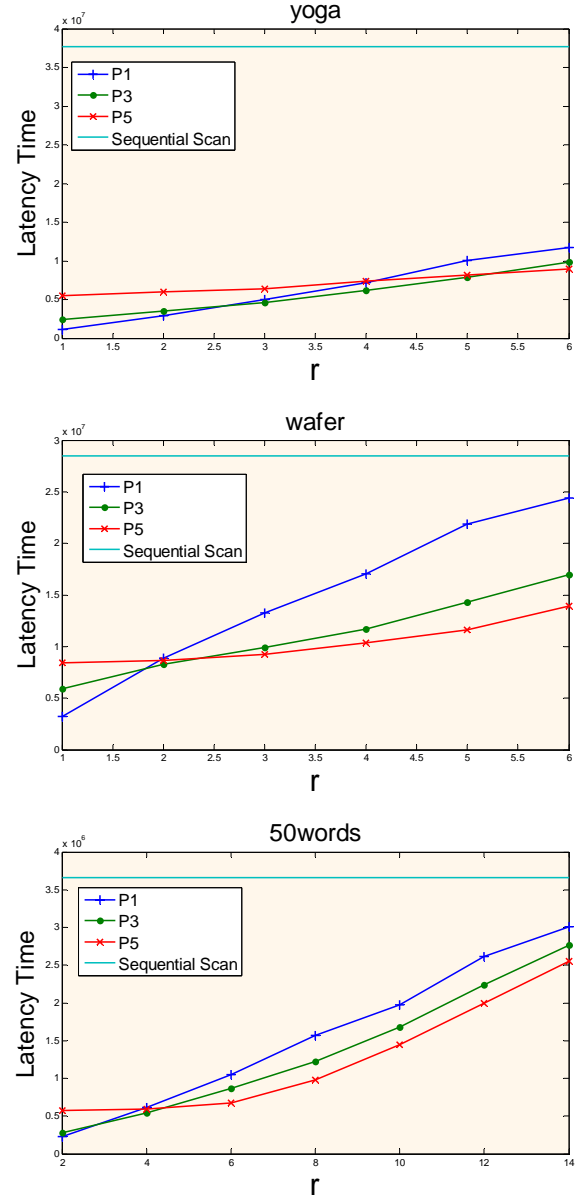 yoga
x 10^7
4
3.5
3
2.5
2
1.5
1
0.5
0
Latency Time
P1
P3
P5
Sequential Scan
1 1.5 2 2.5 3 3.5 4 4.5 5 5.5 6
r
wafer
x 10^7
3
2.5
2
1.5
1
0.5
0
Latency Time
P1
P3
P5
Sequential Scan
1 1.5 2 2.5 3 3.5 4 4.5 5 5.5 6
r
50words
x 10^6
4
3.5
3
2.5
2
1.5
1
0.5
0
Latency Time
P1
P3
P5
Sequential Scan
2 4 6 8 10 12 14
r